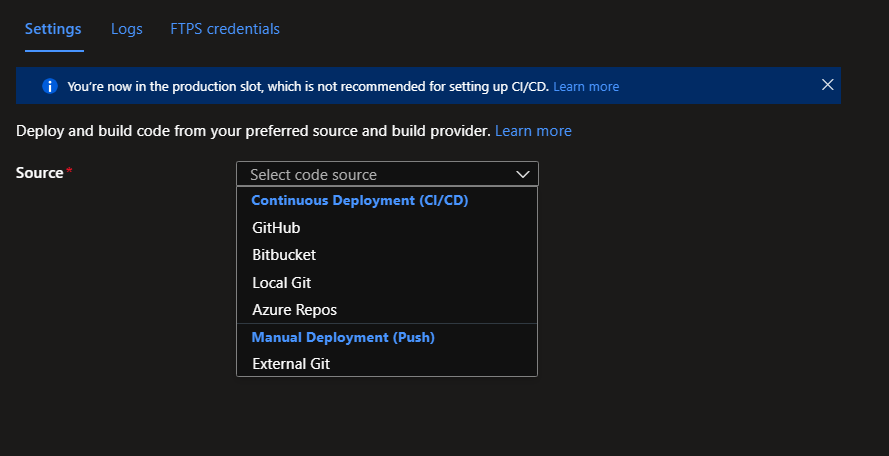 Settings Logs FTPS credentials
You're now in the production slot, which is not recommended for setting up CI/CD. Learn more
Deploy and build code from your preferred source and build provider. Learn more
Source*
Select code source
Continuous Deployment (CI/CD)
GitHub
Bitbucket
Local Git
Azure Repos
Manual Deployment (Push)
External Git